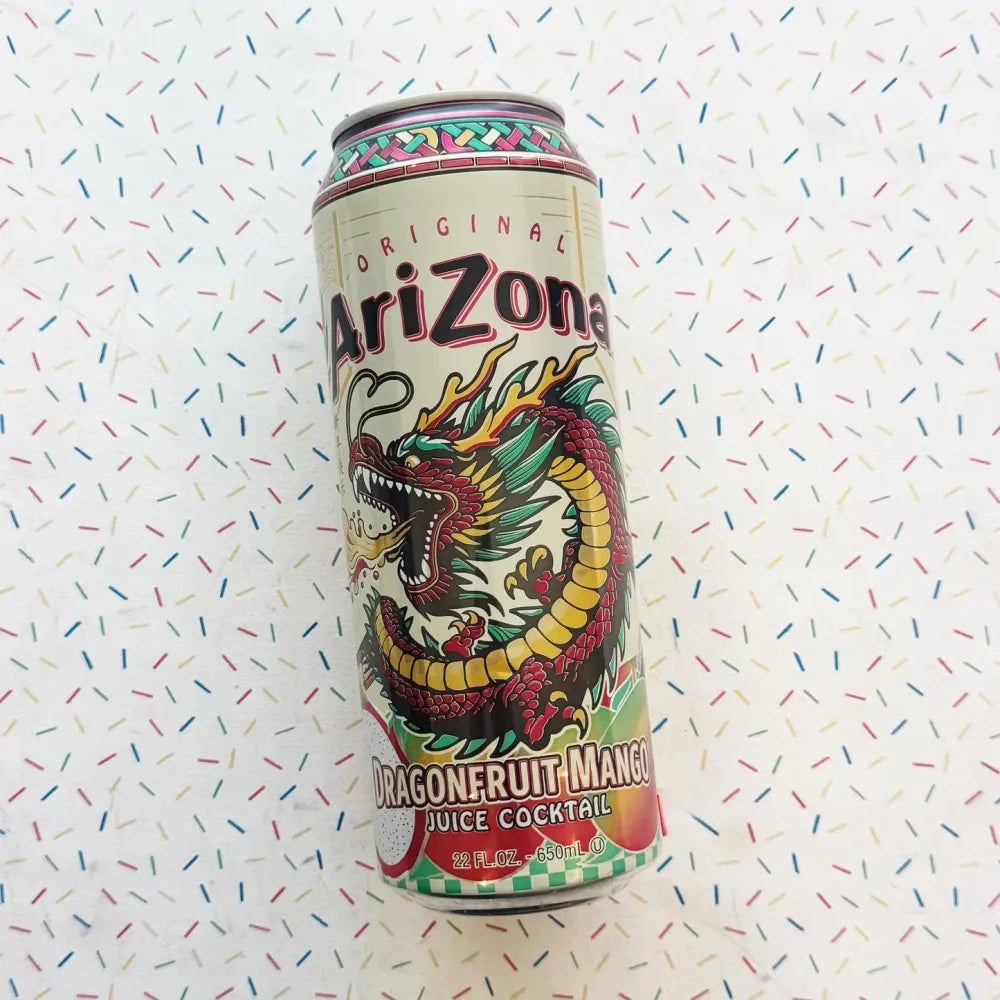 ORIGINAL
AriZona
DRAGONFRUIT MANGO
JUICE COCKTAIL
22 FL.OZ. - 650mL Ⓤ